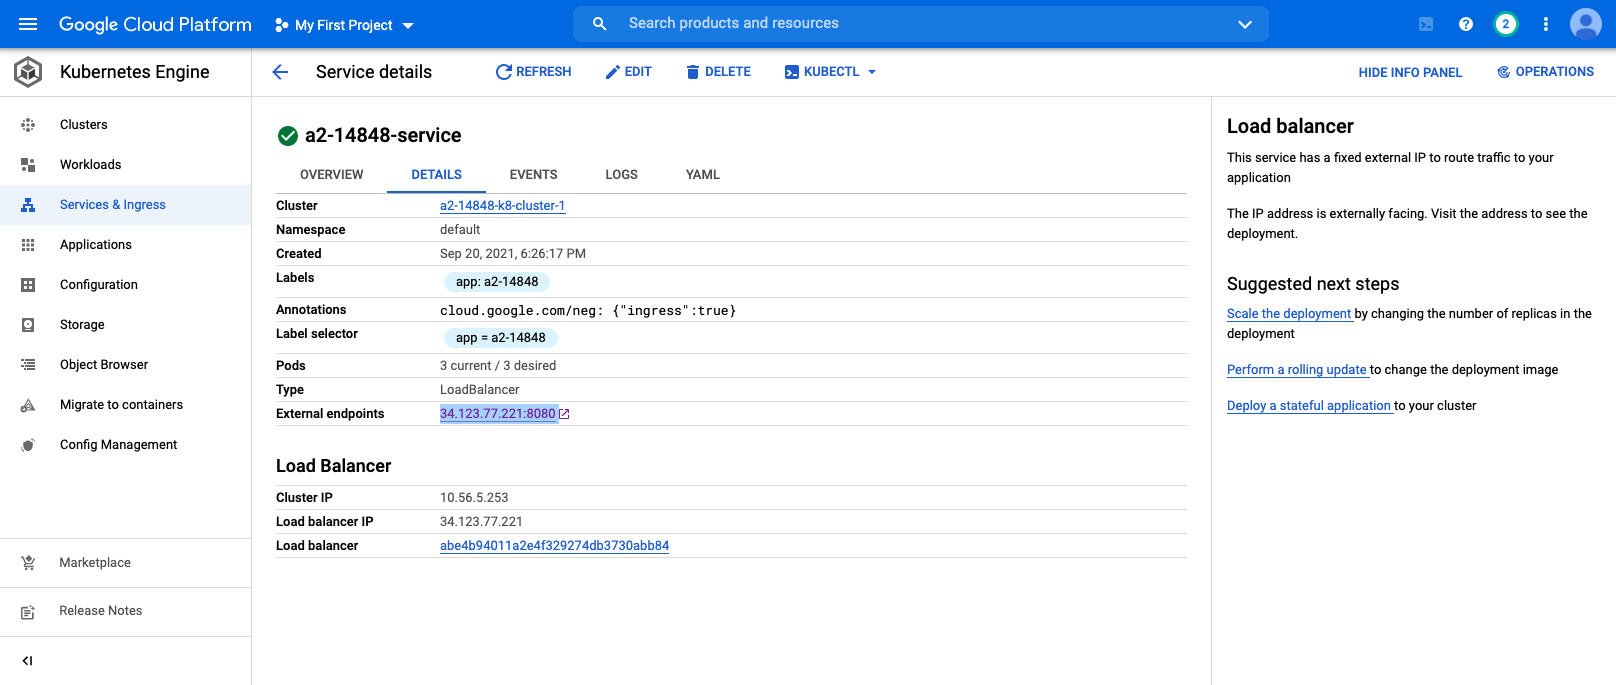 Google Cloud Platform My First Project Search products and resources 2
Kubernetes Engine
Clusters
Workloads
Services & Ingress
Applications
Configuration
Storage
Object Browser
Migrate to containers
Config Management
Marketplace
Release Notes
Service details REFRESH EDIT DELETE KUBECTL HIDE INFO PANEL OPERATIONS
a2-14848-service
OVERVIEW DETAILS EVENTS LOGS YAML
Cluster a2-14848-k8-cluster-1
Namespace default
Created Sep 20, 2021, 6:26:17 PM
Labels app: a2-14848
Annotations cloud.google.com/neg: {"ingress":true}
Label selector app = a2-14848
Pods 3 current / 3 desired
Type LoadBalancer
External endpoints 34.123.77.221:8080
Load Balancer
Cluster IP 10.56.5.253
Load balancer IP 34.123.77.221
Load balancer abe4b94011a2e4f329274db3730abb84
Load balancer
This service has a fixed external IP to route traffic to your
application
The IP address is externally facing. Visit the address to see the
deployment.
Suggested next steps
Scale the deployment by changing the number of replicas in the
deployment
Perform a rolling update to change the deployment image
Deploy a stateful application to your cluster